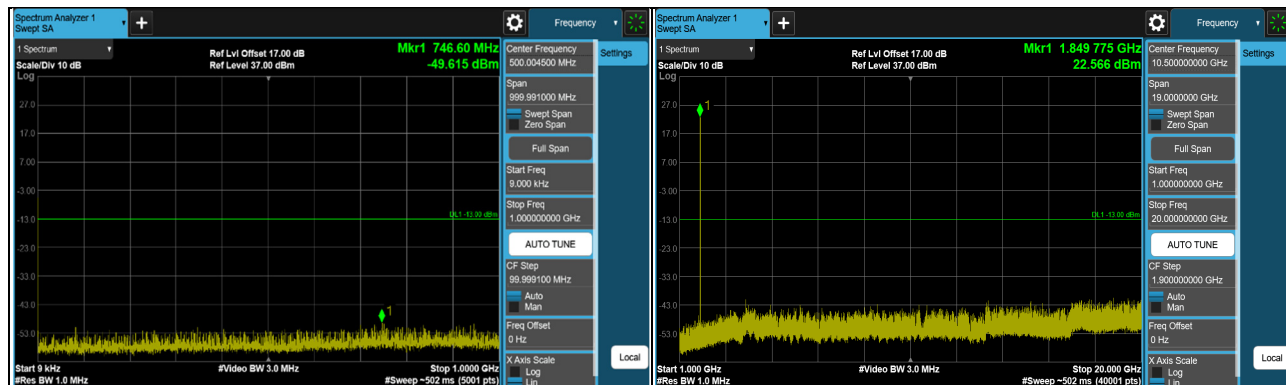 Spectrum Analyzer 1
Swept SA
+
Frequency
1 Spectrum
Scale/Div 10 dB
Log
Ref Lvl Offset 17.00 dB
Ref Level 37.00 dBm
Mkr1 746.60 MHz
-49.615 dBm
27.0
17.0
7.00
-3.00
-13.0
-23.0
-33.0
-43.0
-53.0
DL1 -13.00 dBm
1
Start 9 kHz
#Res BW 1.0 MHz
#Video BW 3.0 MHz
Stop 1.0000 GHz
#Sweep ~502 ms (5001 pts)
Center Frequency
500.004500 MHz
Span
999.991000 MHz
Swept Span
Zero Span
Full Span
Start Freq
9.000 kHz
Stop Freq
1.000000000 GHz
AUTO TUNE
CF Step
99.999100 MHz
Auto
Man
Freq Offset
0 Hz
X Axis Scale
Log
Lin
Settings
Local
Spectrum Analyzer 1
Swept SA
+
Frequency
1 Spectrum
Scale/Div 10 dB
Log
Ref Lvl Offset 17.00 dB
Ref Level 37.00 dBm
Mkr1 1.849 775 GHz
22.566 dBm
27.0
17.0
7.00
-3.00
-13.0
-23.0
-33.0
-43.0
-53.0
DL1 -13.00 dBm
1
Start 1.000 GHz
#Res BW 1.0 MHz
#Video BW 3.0 MHz
Stop 20.000 GHz
#Sweep ~502 ms (40001 pts)
Center Frequency
10.500000000 GHz
Span
19.0000000 GHz
Swept Span
Zero Span
Full Span
Start Freq
1.000000000 GHz
Stop Freq
20.000000000 GHz
AUTO TUNE
CF Step
1.900000000 GHz
Auto
Man
Freq Offset
0 Hz
X Axis Scale
Log
Lin
Settings
Local